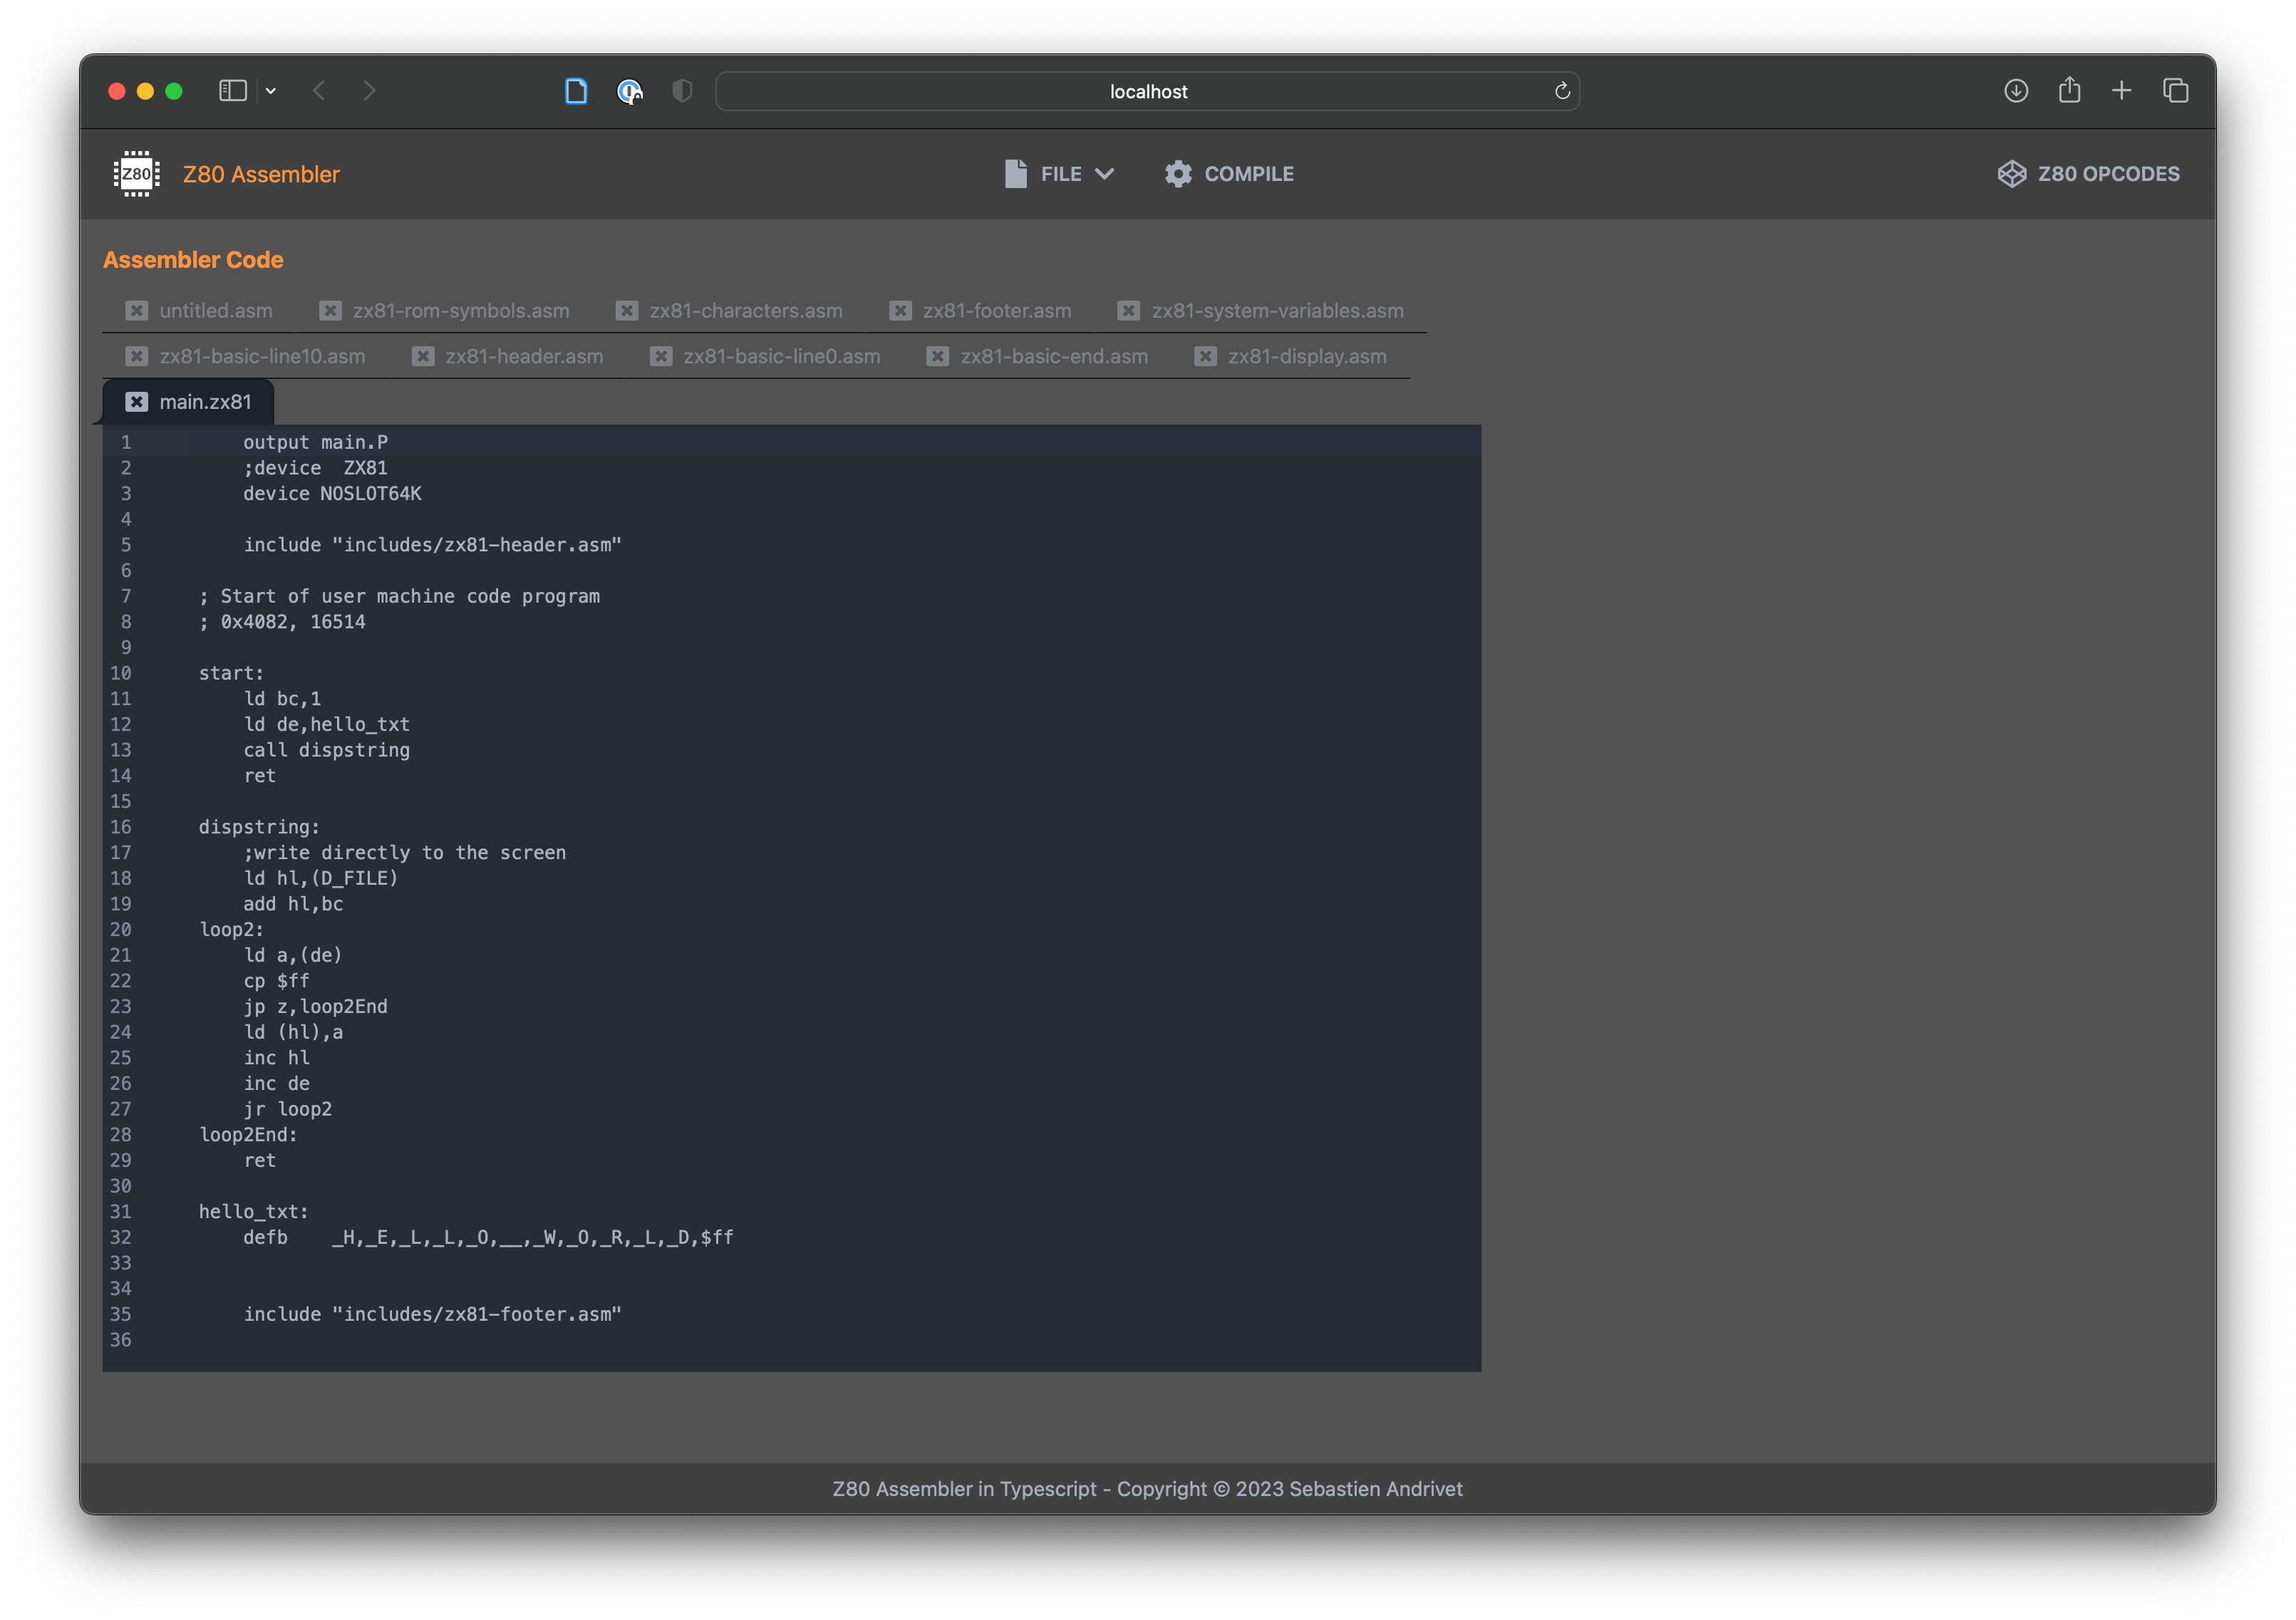 localhost
Z80 Z80 Assembler FILE COMPILE Z80 OPCODES
Assembler Code
untitled.asm zx81-rom-symbols.asm zx81-characters.asm zx81-footer.asm zx81-system-variables.asm
zx81-basic-line10.asm zx81-header.asm zx81-basic-line0.asm zx81-basic-end.asm zx81-display.asm
main.zx81
1 output main.P
2 ;device  ZX81
3 device NOSLOT64K
4
5 include "includes/zx81-header.asm"
6
7 ; Start of user machine code program
8 ; 0x4082, 16514
9
10 start:
11 ld bc,1
12 ld de,hello_txt
13 call dispstring
14 ret
15
16 dispstring:
17 ;write directly to the screen
18 ld hl,(D_FILE)
19 add hl,bc
20 loop2:
21 ld a,(de)
22 cp $ff
23 jp z,loop2End
24 ld (hl),a
25 inc hl
26 inc de
27 jr loop2
28 loop2End:
29 ret
30
31 hello_txt:
32 defb    _H,_E,_L,_L,_O,__,_W,_O,_R,_L,_D,$ff
33
34
35 include "includes/zx81-footer.asm"
36
Z80 Assembler in Typescript - Copyright © 2023 Sebastien Andrivet